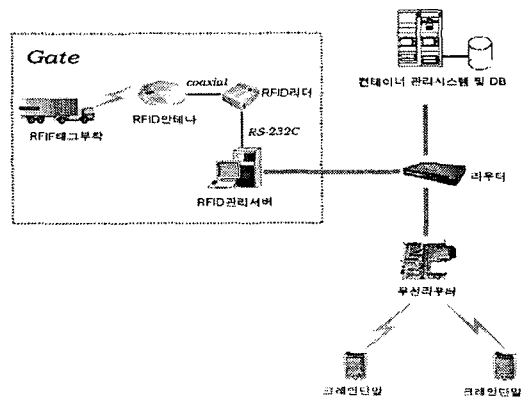 Gate
컨테이너 관리시스템 및 DB
coaxial
RFID리더
RFID안테나
RFIF태그부착
RS-232C
라우터
RFID관리서버
무선라우터
크레인단말
크레인단말